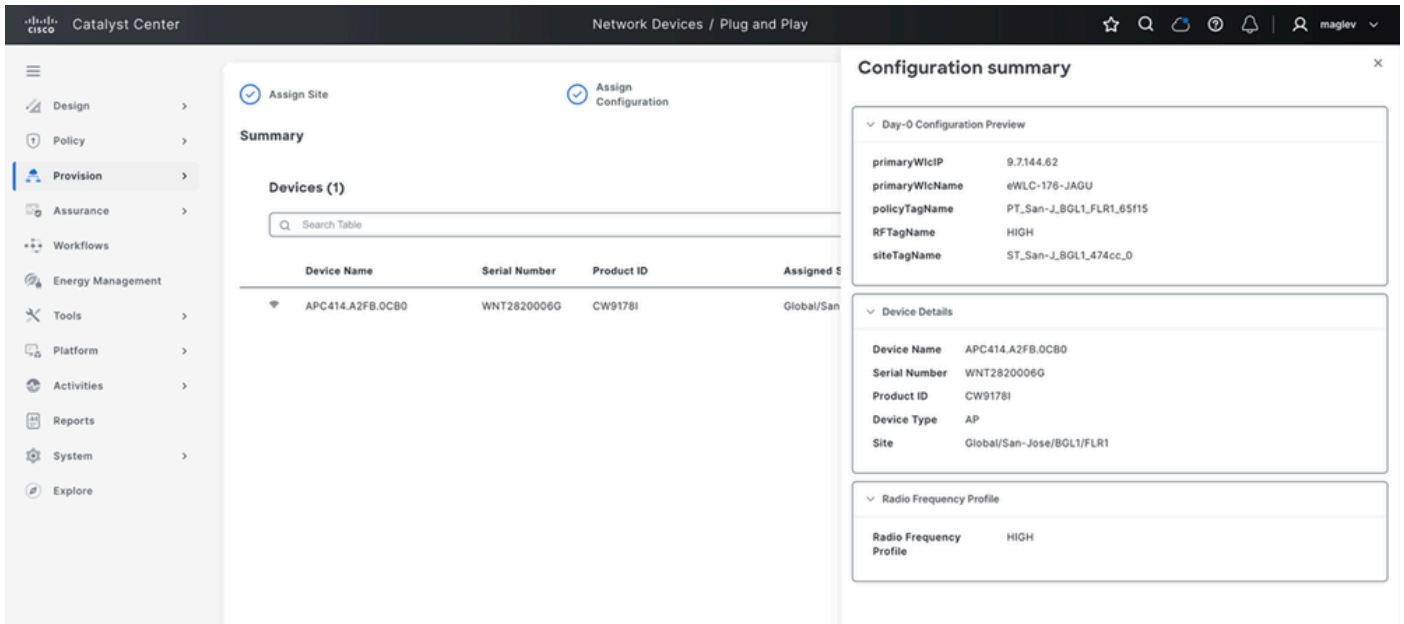 cisco Catalyst Center
Network Devices / Plug and Play
maglev
Design
Policy
Provision
Assurance
Workflows
Energy Management
Tools
Platform
Activities
Reports
System
Explore
Assign Site
Assign
Configuration
Summary
Devices (1)
Search Table
Device Name Serial Number Product ID Assigned S
APC414.A2FB.0CB0 WNT2820006G CW9178I Global/San
Configuration summary
Day-0 Configuration Preview
primaryWlcIP 9.7.144.62
primaryWlcName eWLC-176-JAGU
policyTagName PT_San-J_BGL1_FLR1_65f15
RFTagName HIGH
siteTagName ST_San-J_BGL1_474cc_0
Device Details
Device Name APC414.A2FB.0CB0
Serial Number WNT2820006G
Product ID CW9178I
Device Type AP
Site Global/San-Jose/BGL1/FLR1
Radio Frequency Profile
Radio Frequency HIGH
Profile